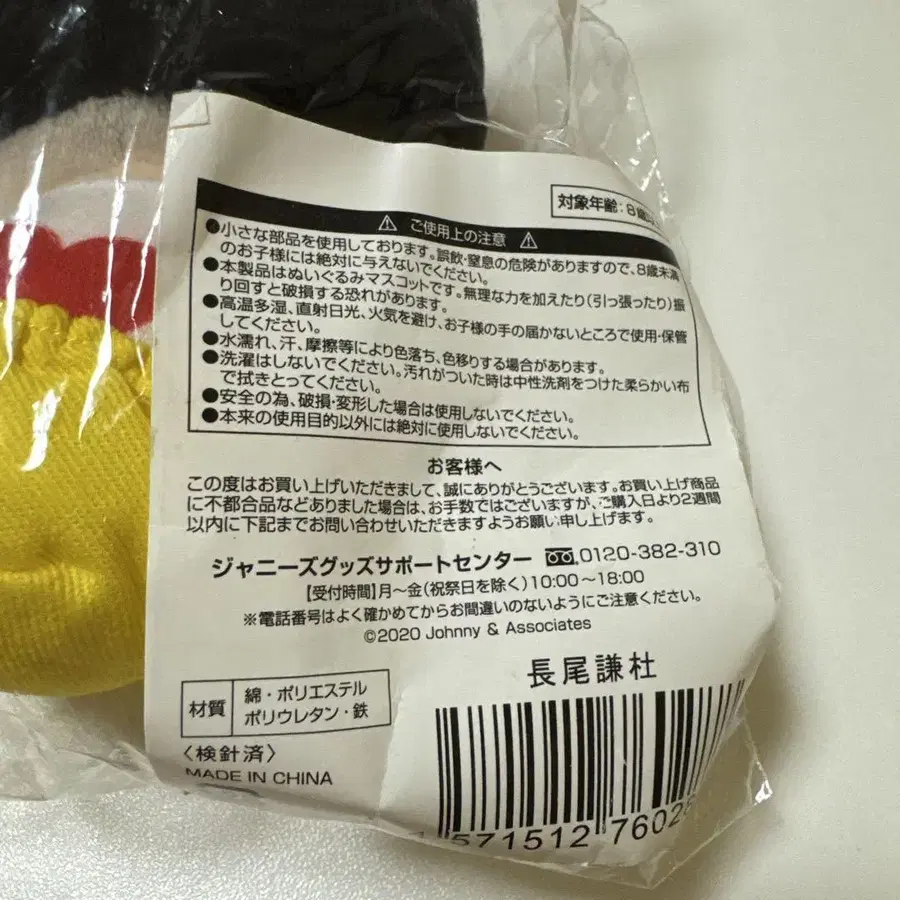 対象年齢:8歳
⚠ ご使用上の注意 ⚠
●小さな部品を使用しております。誤飲・窒息の危険がありますので、8歳未満
のお子様には絶対に与えないでください。
●本製品はぬいぐるみマスコットです。無理な力を加えたり(引っ張ったり)振
り回すと破損する恐れがあります。
●高温多湿、直射日光、火気を避け、お子様の手の届かないところで使用・保管
してください。
●水濡れ、汗、摩擦等により色落ち、色移りする場合があります。
●洗濯はしないでください。汚れがついた時は中性洗剤をつけた柔らかい布
で拭きとってください。
●安全の為、破損・変形した場合は使用しないでください。
●本来の使用目的以外には絶対に使用しないでください。
お客様へ
この度はお買い上げいただきまして、誠にありがとうございます。お買い上げ商品
に不都合品などありました場合は、お手数ではございますが、ご購入日より2週間
以内に下記までお問い合わせいただきますようお願い申し上げます。
ジャニーズグッズサポートセンター 0120-382-310
【受付時間】月〜金(祝祭日を除く)10:00〜18:00
※電話番号はよく確かめてからお間違いのないようにご注意ください。
©2020 Johnny & Associates
長尾謙杜
材質 綿・ポリエステル
ポリウレタン・鉄
〈検針済〉
MADE IN CHINA
571512 7602